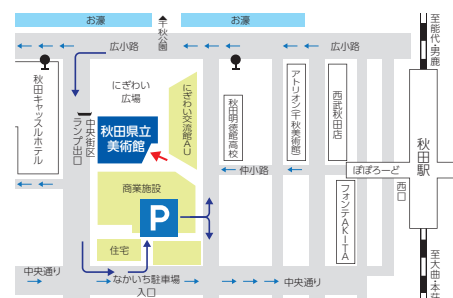 お濠
千秋公園
お濠
至能代・男鹿
広小路
広小路
にぎわい
広場
秋田キャッスルホテル
中央街区
ランプ出口
秋田県立
美術館
にぎわい交流館AU
秋田明徳館高校
アトリオン(千秋美術館)
西武秋田店
秋田駅
仲小路
ぽぽろーど
西口
商業施設
P
フォンテAKITA
住宅
中央通り
なかいち駐車場
入口
中央通り
至大曲・本荘